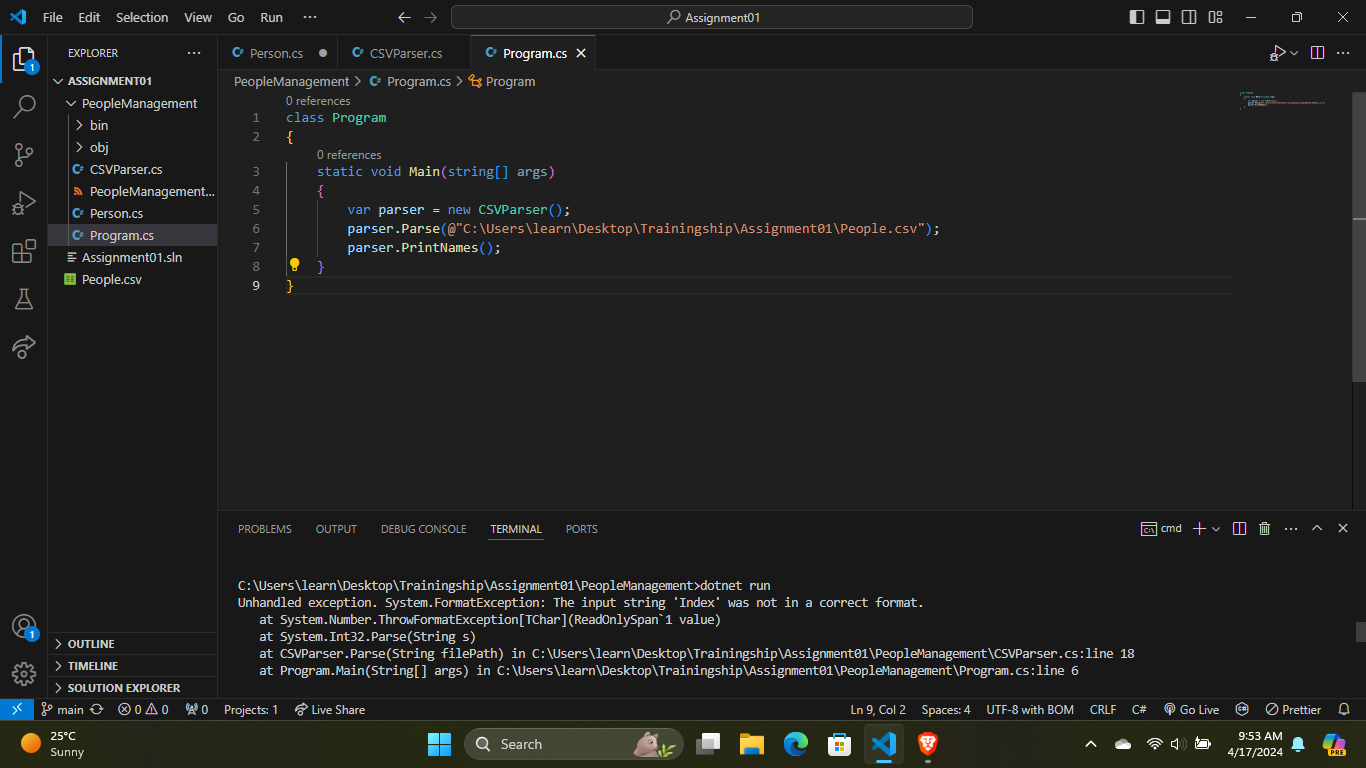 File Edit Selection View Go Run ··· Assignment01
EXPLORER ···
ASSIGNMENT01
PeopleManagement
bin
obj
CSVParser.cs
PeopleManagement...
Person.cs
Program.cs
Assignment01.sln
People.csv
OUTLINE
TIMELINE
SOLUTION EXPLORER
1
1
Person.cs CSVParser.cs Program.cs
PeopleManagement > Program.cs > Program
0 references
1 class Program
2 {
0 references
3 static void Main(string[] args)
4 {
5 var parser = new CSVParser();
6 parser.Parse(@"C:\Users\learn\Desktop\Trainingship\Assignment01\People.csv");
7 parser.PrintNames();
8 }
9 }
PROBLEMS OUTPUT DEBUG CONSOLE TERMINAL PORTS cmd
C:\Users\learn\Desktop\Trainingship\Assignment01\PeopleManagement>dotnet run
Unhandled exception. System.FormatException: The input string 'Index' was not in a correct format.
at System.Number.ThrowFormatException[TChar](ReadOnlySpan`1 value)
at System.Int32.Parse(String s)
at CSVParser.Parse(String filePath) in C:\Users\learn\Desktop\Trainingship\Assignment01\PeopleManagement\CSVParser.cs:line 18
at Program.Main(String[] args) in C:\Users\learn\Desktop\Trainingship\Assignment01\PeopleManagement\Program.cs:line 6
main 0 0 0 Projects: 1 Live Share Ln 9, Col 2 Spaces: 4 UTF-8 with BOM CRLF C# Go Live Prettier
25°C
Sunny
Search
9:53 AM
4/17/2024
PRE